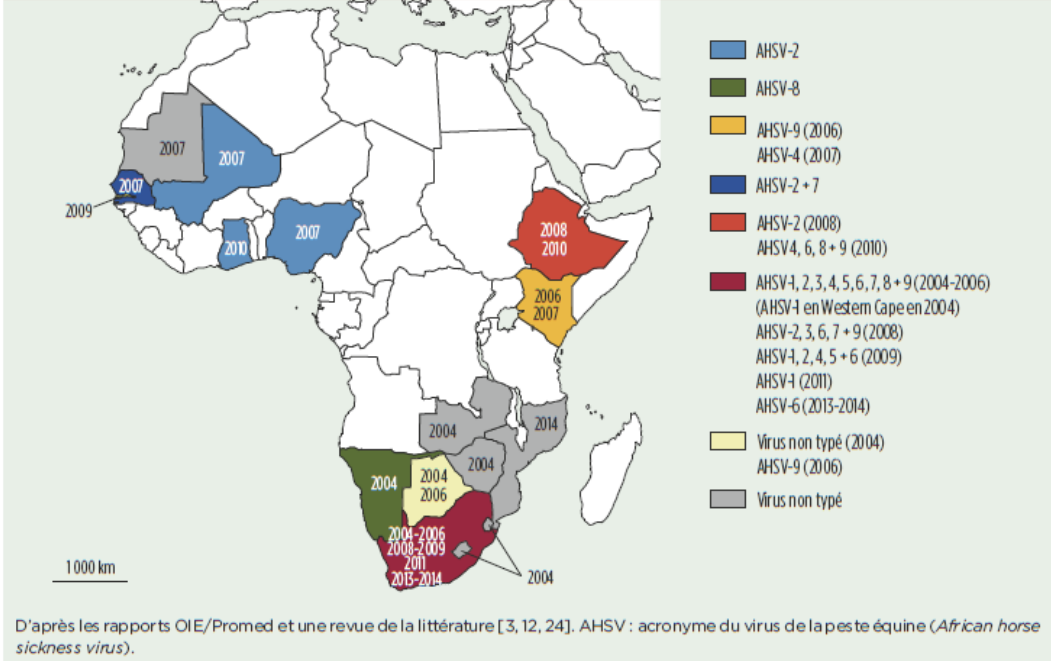 AHSV-2
AHSV-8
AHSV-9 (2006)
AHSV-4 (2007)
AHSV-2 + 7
AHSV-2 (2008)
AHSV 4, 6, 8 + 9 (2010)
AHSV-1, 2, 3, 4, 5, 6, 7, 8 + 9 (2004-2006)
(AHSV-1 en Western Cape en 2004)
AHSV-2, 3, 6, 7 + 9 (2008)
AHSV-1, 2, 4, 5 + 6 (2009)
AHSV-1 (2011)
AHSV-6 (2013-2014)
Virus non typé (2004)
AHSV-9 (2006)
Virus non typé
2007
2007
2007
2009
2010
2007
2008
2010
2006
2007
2004
2014
2004
2004
2004
2006
2004-2006
2008-2009
2011
2013-2014
2004
1000 km
D'après les rapports OIE/Promed et une revue de la littérature [3, 12, 24]. AHSV : acronyme du virus de la peste équine (African horse
sickness virus).